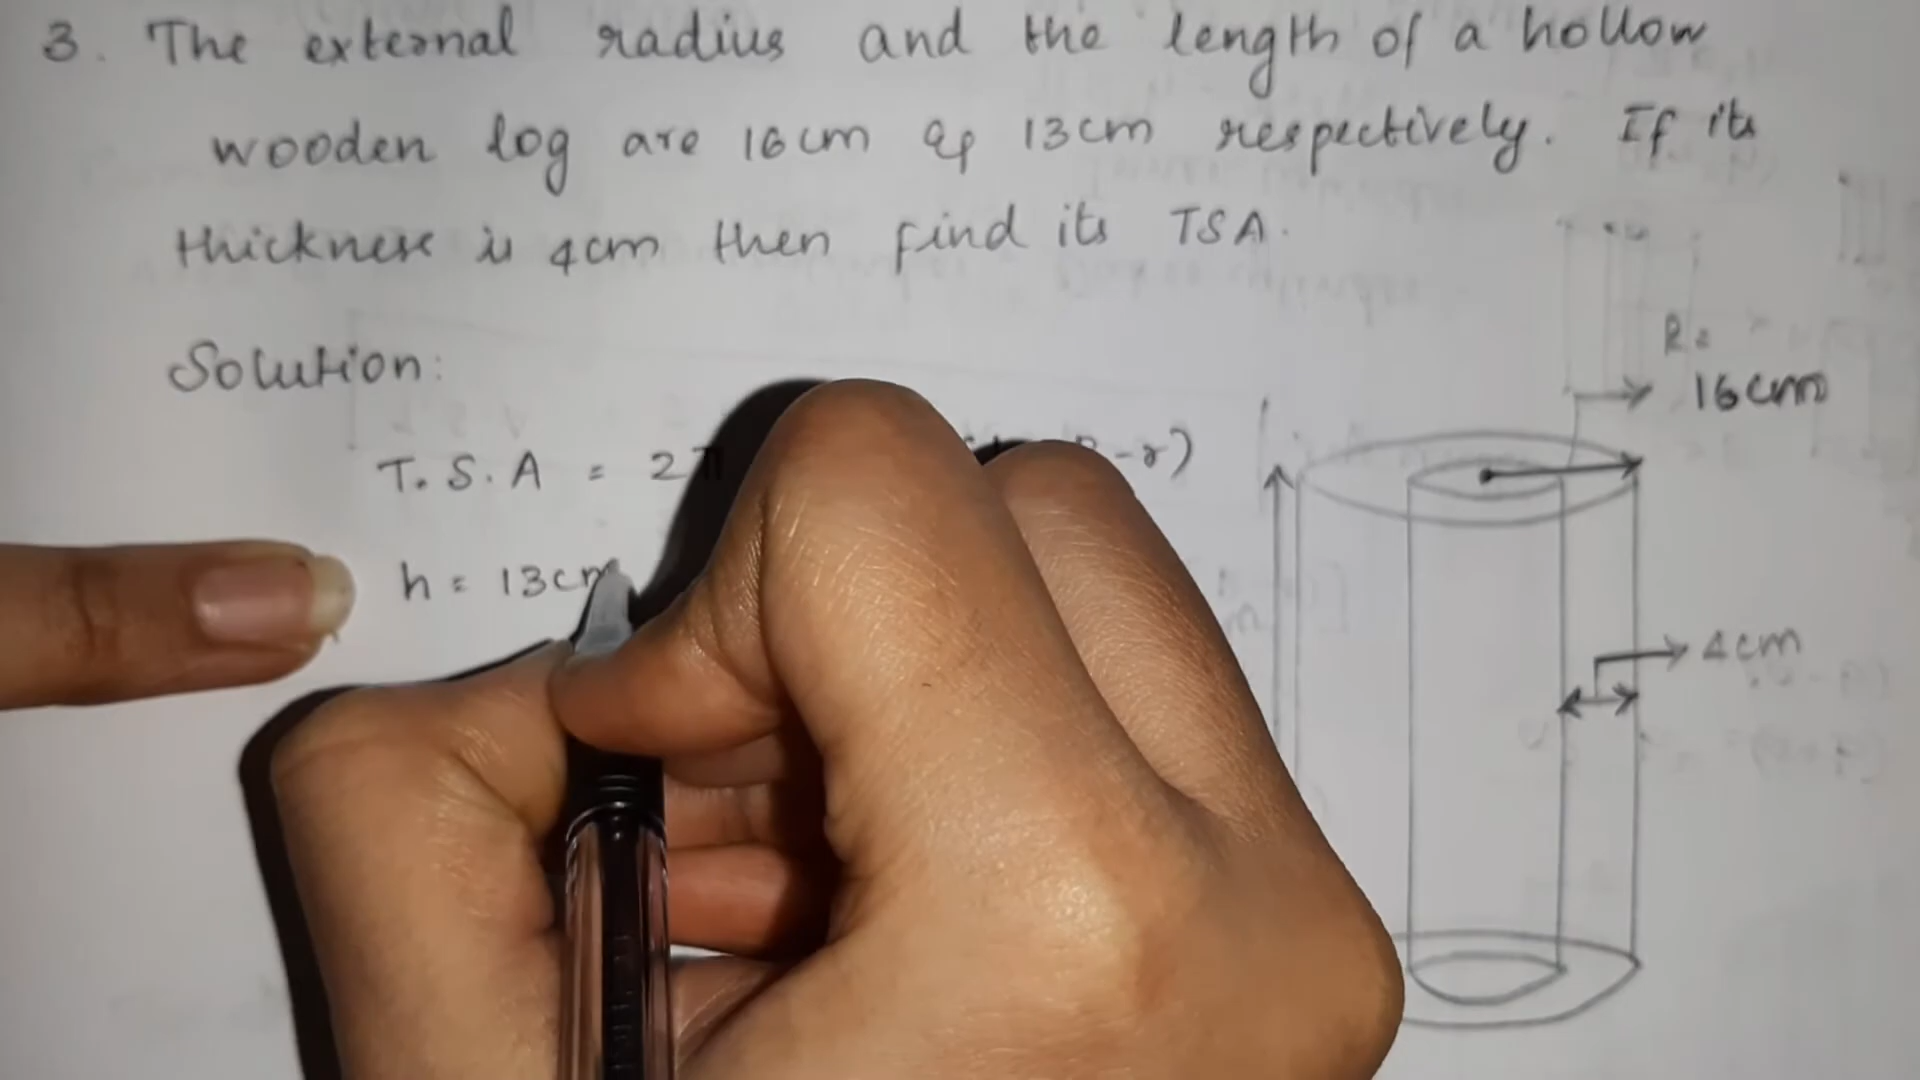 3. The external radius and the length of a hollow
wooden log are 16cm & 13cm respectively. If its
thickness is 4cm then find its TSA.
Solution:
R =
16cm
T.S.A = 2π -r)
h = 13cm
4cm